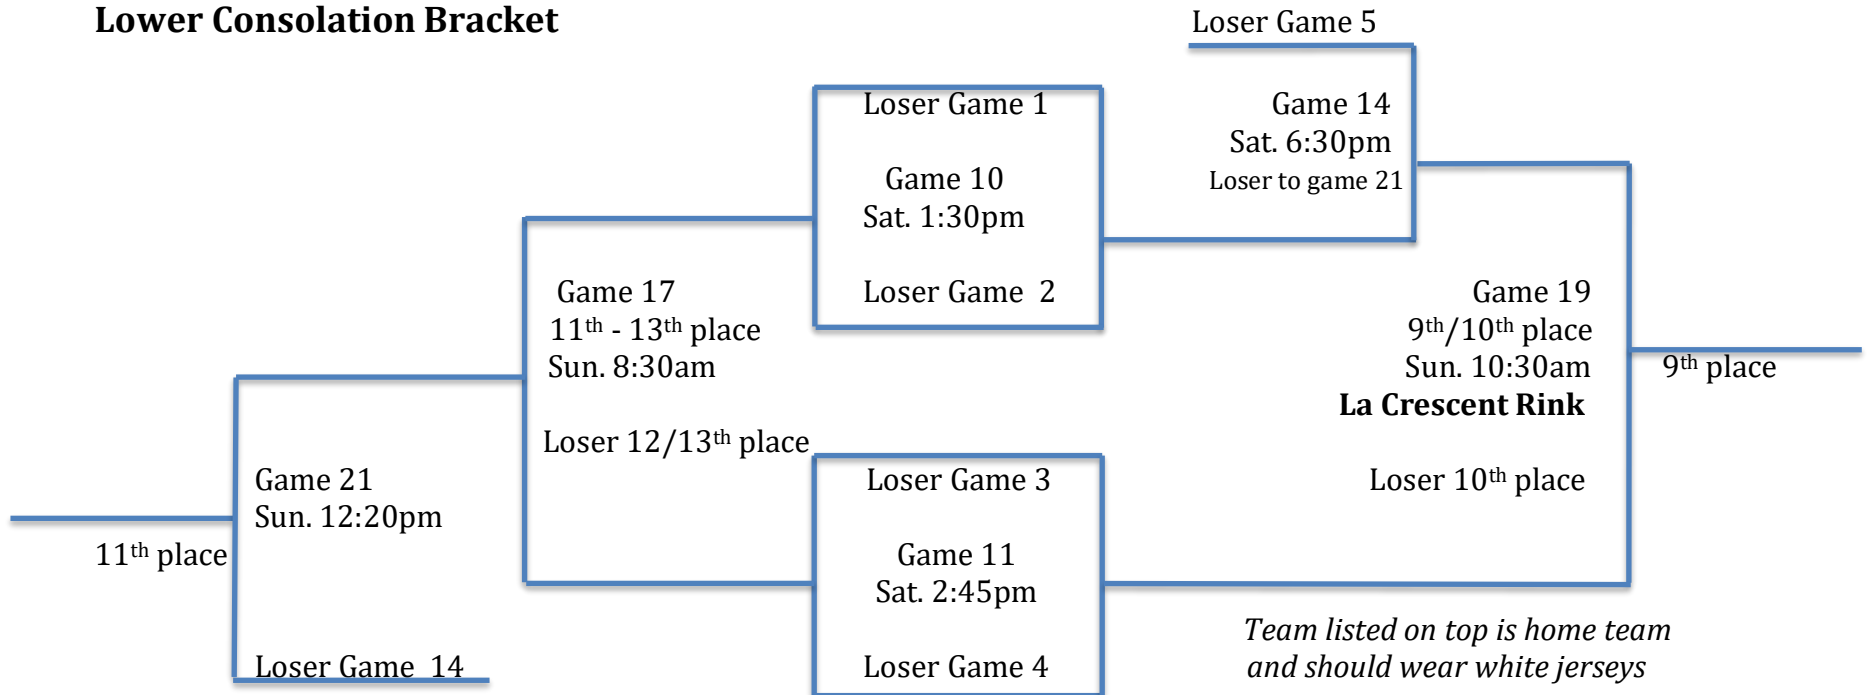 Lower Consolation Bracket
Loser Game 5
Loser Game 1
Game 14
Sat. 6:30pm
Loser to game 21
Game 10
Sat. 1:30pm
Loser Game  2
Game 17
11th - 13th place
Sun. 8:30am
Loser 12/13th place
Game 19
9th/10th place
Sun. 10:30am
La Crescent Rink
Loser 10th place
9th place
Game 21
Sun. 12:20pm
11th place
Loser Game  14
Loser Game 3
Game 11
Sat. 2:45pm
Loser Game 4
Team listed on top is home team
and should wear white jerseys